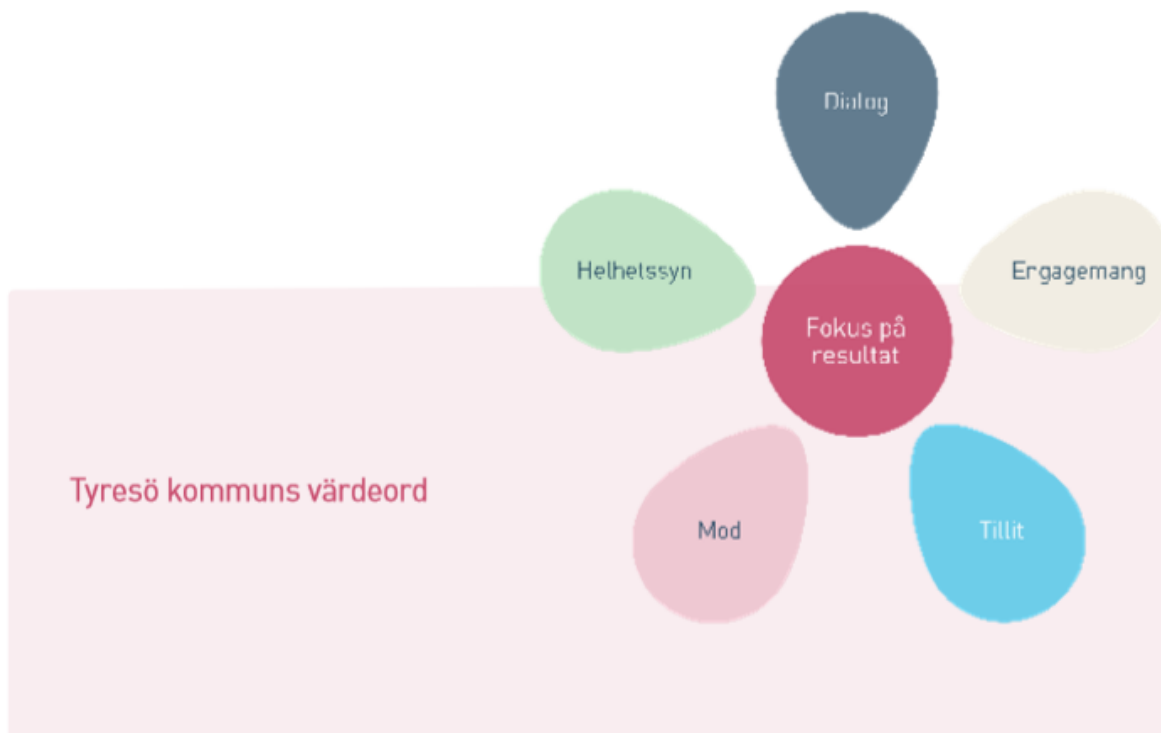 Dialog
Helhetssyn
Engagemang
Fokus på
resultat
Tyresö kommuns värdeord
Mod
Tillit